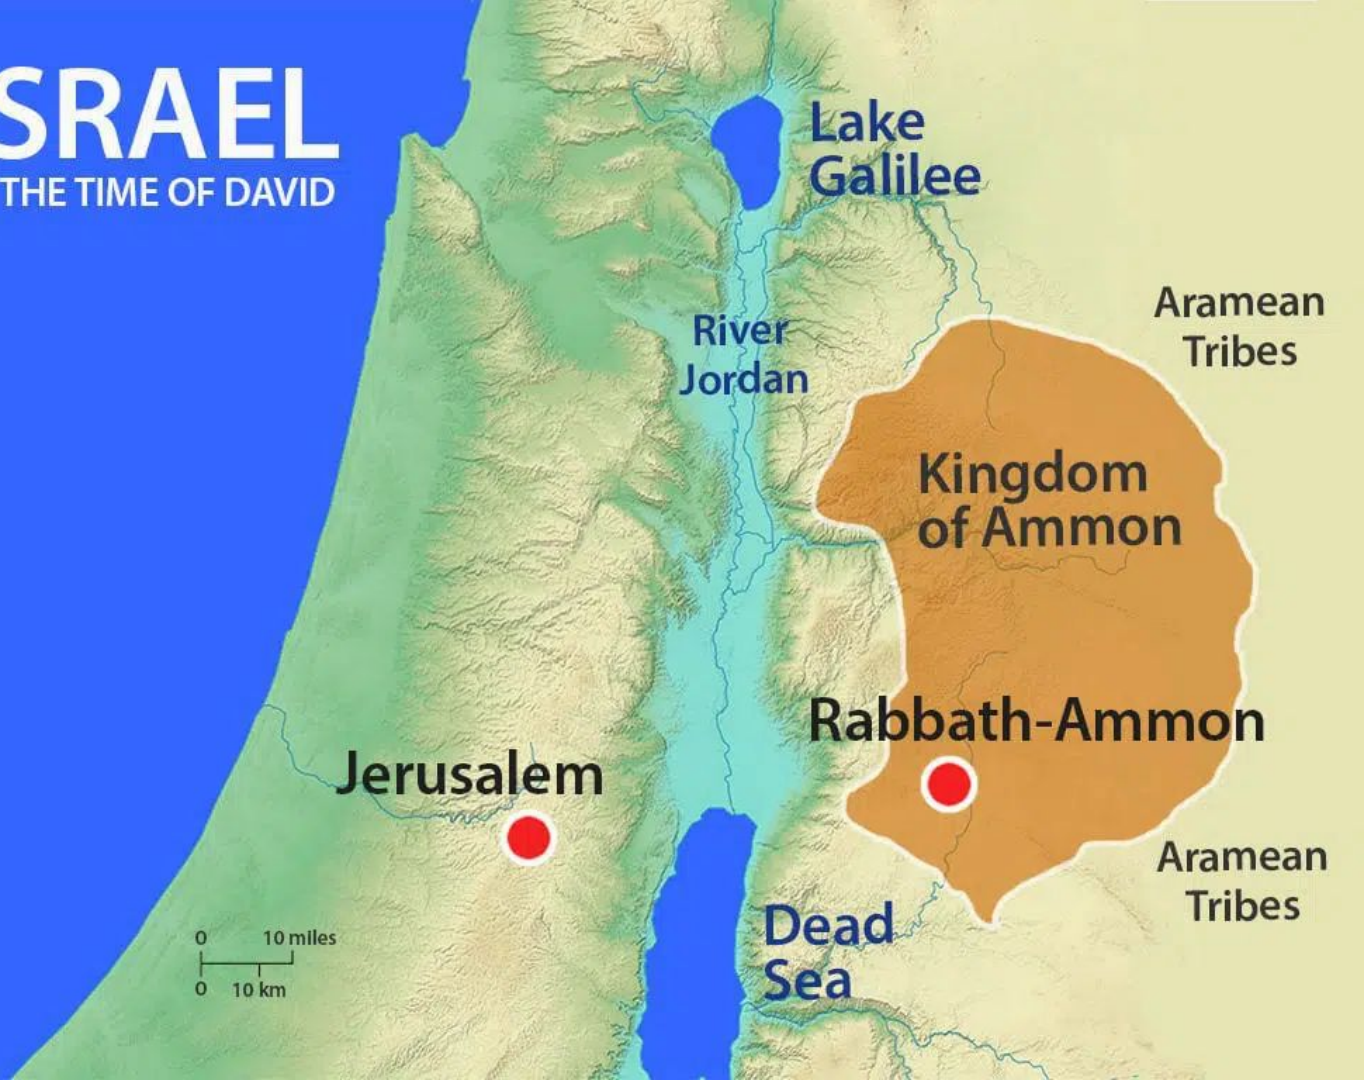 SRAEL
THE TIME OF DAVID
Lake
Galilee
River
Jordan
Aramean
Tribes
Kingdom
of Ammon
Rabbath-Ammon
Jerusalem
Aramean
Tribes
Dead
Sea
0 10 miles
0 10 km